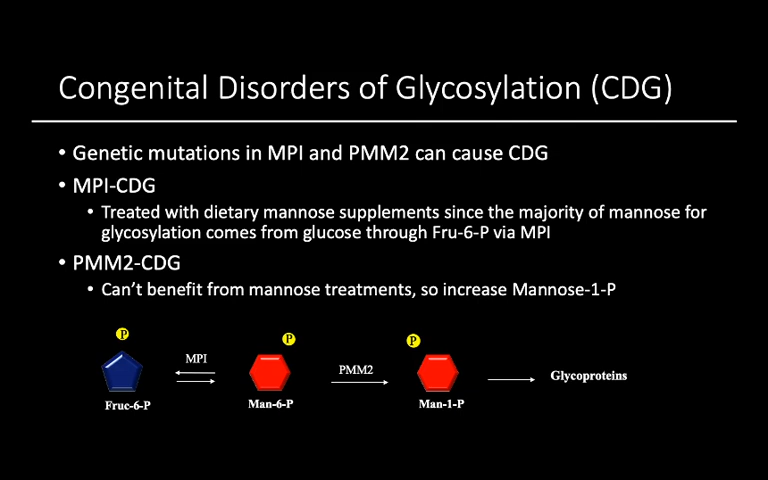 Congenital Disorders of Glycosylation (CDG)
• Genetic mutations in MPI and PMM2 can cause CDG
• MPI-CDG
• Treated with dietary mannose supplements since the majority of mannose for
glycosylation comes from glucose through Fru-6-P via MPI
• PMM2-CDG
• Can't benefit from mannose treatments, so increase Mannose-1-P
P
P
P
MPI
PMM2
Glycoproteins
Fruc-6-P
Man-6-P
Man-1-P